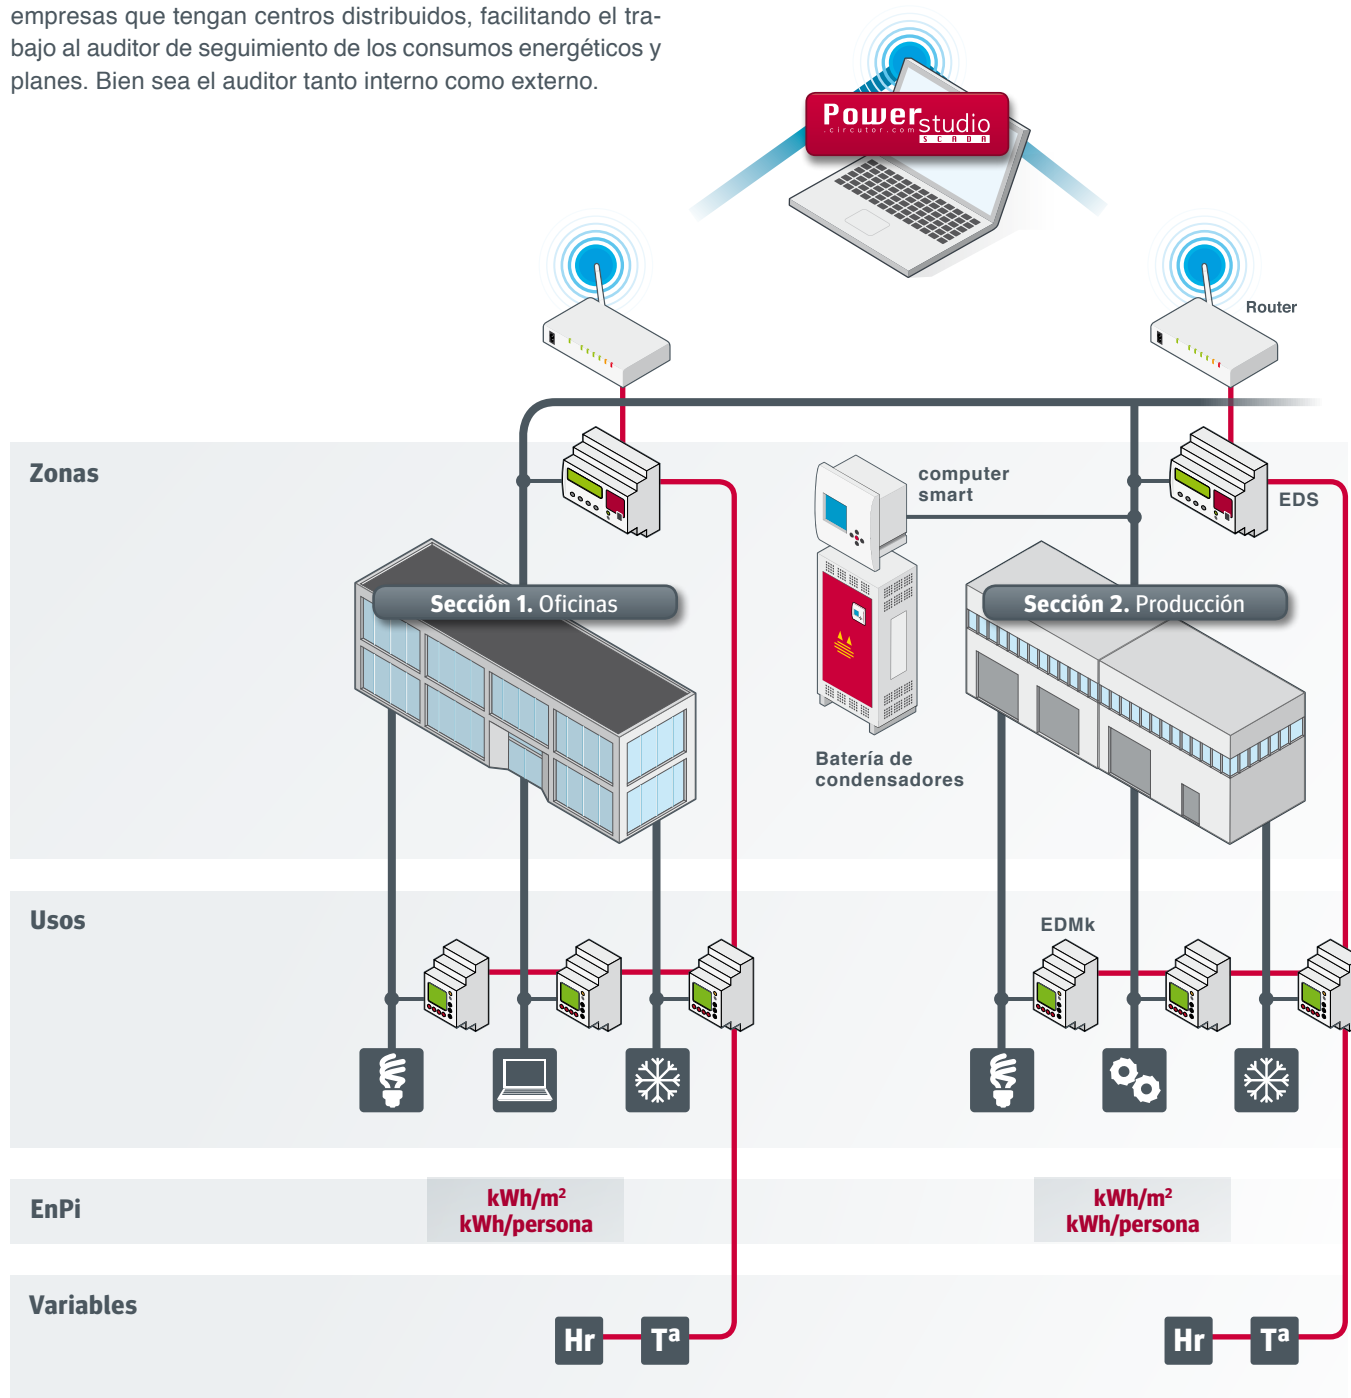 empresas que tengan centros distribuidos, facilitando el tra-
bajo al auditor de seguimiento de los consumos energéticos y
planes. Bien sea el auditor tanto interno como externo.
Power studio
.circutor.com SCADA
Router
Zonas
computer
smart
EDS
Sección 1. Oficinas
Sección 2. Producción
Batería de
condensadores
Usos
EDMk
EnPi
kWh/m²
kWh/persona
kWh/m²
kWh/persona
Variables
Hr
Tª
Hr
Tª